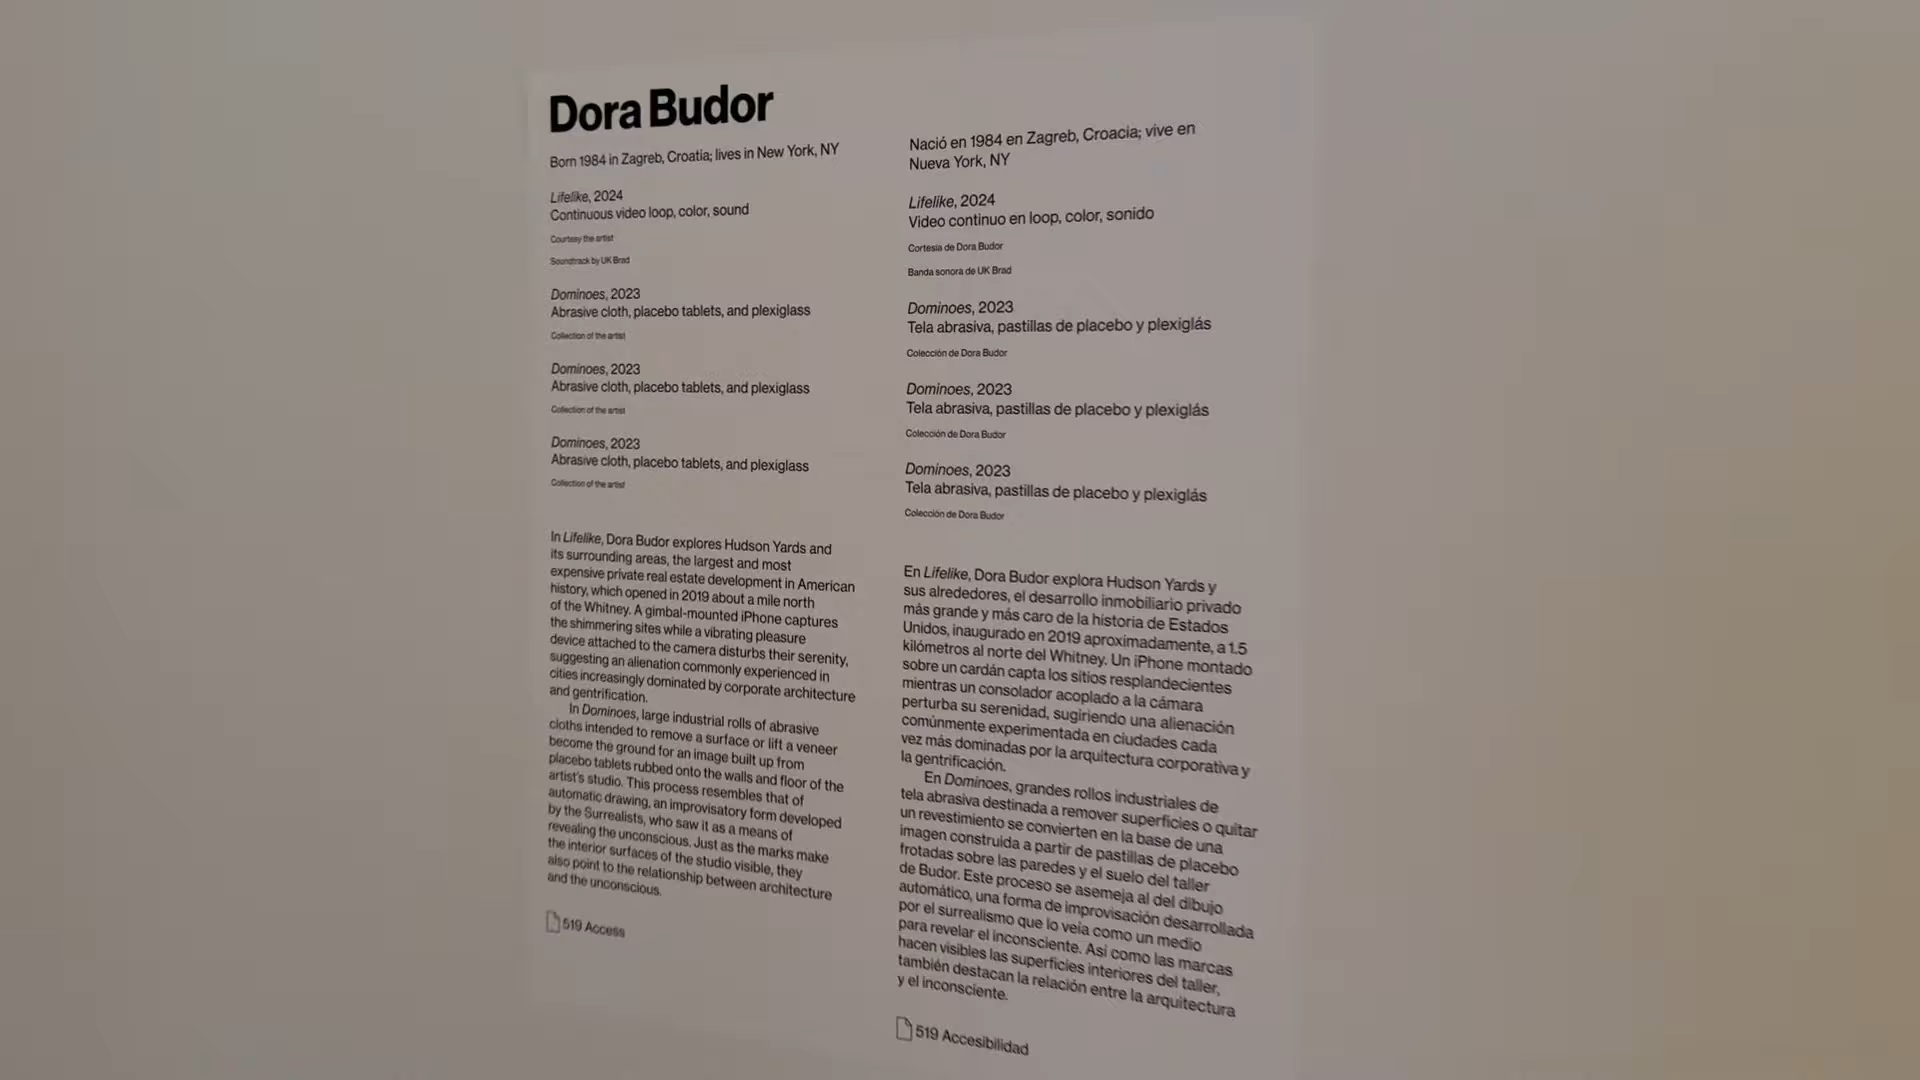 Dora Budor
Born 1984 in Zagreb, Croatia; lives in New York, NY
Lifelike, 2024
Continuous video loop, color, sound
Courtesy the artist
Soundtrack by UK Brad
Dominoes, 2023
Abrasive cloth, placebo tablets, and plexiglass
Collection of the artist
Dominoes, 2023
Abrasive cloth, placebo tablets, and plexiglass
Collection of the artist
Dominoes, 2023
Abrasive cloth, placebo tablets, and plexiglass
Collection of the artist
In Lifelike, Dora Budor explores Hudson Yards and
its surrounding areas, the largest and most
expensive private real estate development in American
history, which opened in 2019 about a mile north
of the Whitney. A gimbal-mounted iPhone captures
the shimmering sites while a vibrating pleasure
device attached to the camera disturbs their serenity,
suggesting an alienation commonly experienced in
cities increasingly dominated by corporate architecture
and gentrification.
In Dominoes, large industrial rolls of abrasive
cloths intended to remove a surface or lift a veneer
become the ground for an image built up from
placebo tablets rubbed onto the walls and floor of the
artist's studio. This process resembles that of
automatic drawing, an improvisatory form developed
by the Surrealists, who saw it as a means of
revealing the unconscious. Just as the marks make
the interior surfaces of the studio visible, they
also point to the relationship between architecture
and the unconscious.
519 Access
Nació en 1984 en Zagreb, Croacia; vive en
Nueva York, NY
Lifelike, 2024
Video continuo en loop, color, sonido
Cortesía de Dora Budor
Banda sonora de UK Brad
Dominoes, 2023
Tela abrasiva, pastillas de placebo y plexiglás
Colección de Dora Budor
Dominoes, 2023
Tela abrasiva, pastillas de placebo y plexiglás
Colección de Dora Budor
Dominoes, 2023
Tela abrasiva, pastillas de placebo y plexiglás
Colección de Dora Budor
En Lifelike, Dora Budor explora Hudson Yards y
sus alrededores, el desarrollo inmobiliario privado
más grande y más caro de la historia de Estados
Unidos, inaugurado en 2019 aproximadamente, a 1.5
kilómetros al norte del Whitney. Un iPhone montado
sobre un cardán capta los sitios resplandecientes
mientras un consolador acoplado a la cámara
perturba su serenidad, sugiriendo una alienación
comúnmente experimentada en ciudades cada
vez más dominadas por la arquitectura corporativa y
la gentrificación.
En Dominoes, grandes rollos industriales de
tela abrasiva destinada a remover superficies o quitar
un revestimiento se convierten en la base de una
imagen construida a partir de pastillas de placebo
frotadas sobre las paredes y el suelo del taller
de Budor. Este proceso se asemeja al del dibujo
automático, una forma de improvisación desarrollada
por el surrealismo que lo veía como un medio
para revelar el inconsciente. Así como las marcas
hacen visibles las superficies interiores del taller,
también destacan la relación entre la arquitectura
y el inconsciente.
519 Accesibilidad